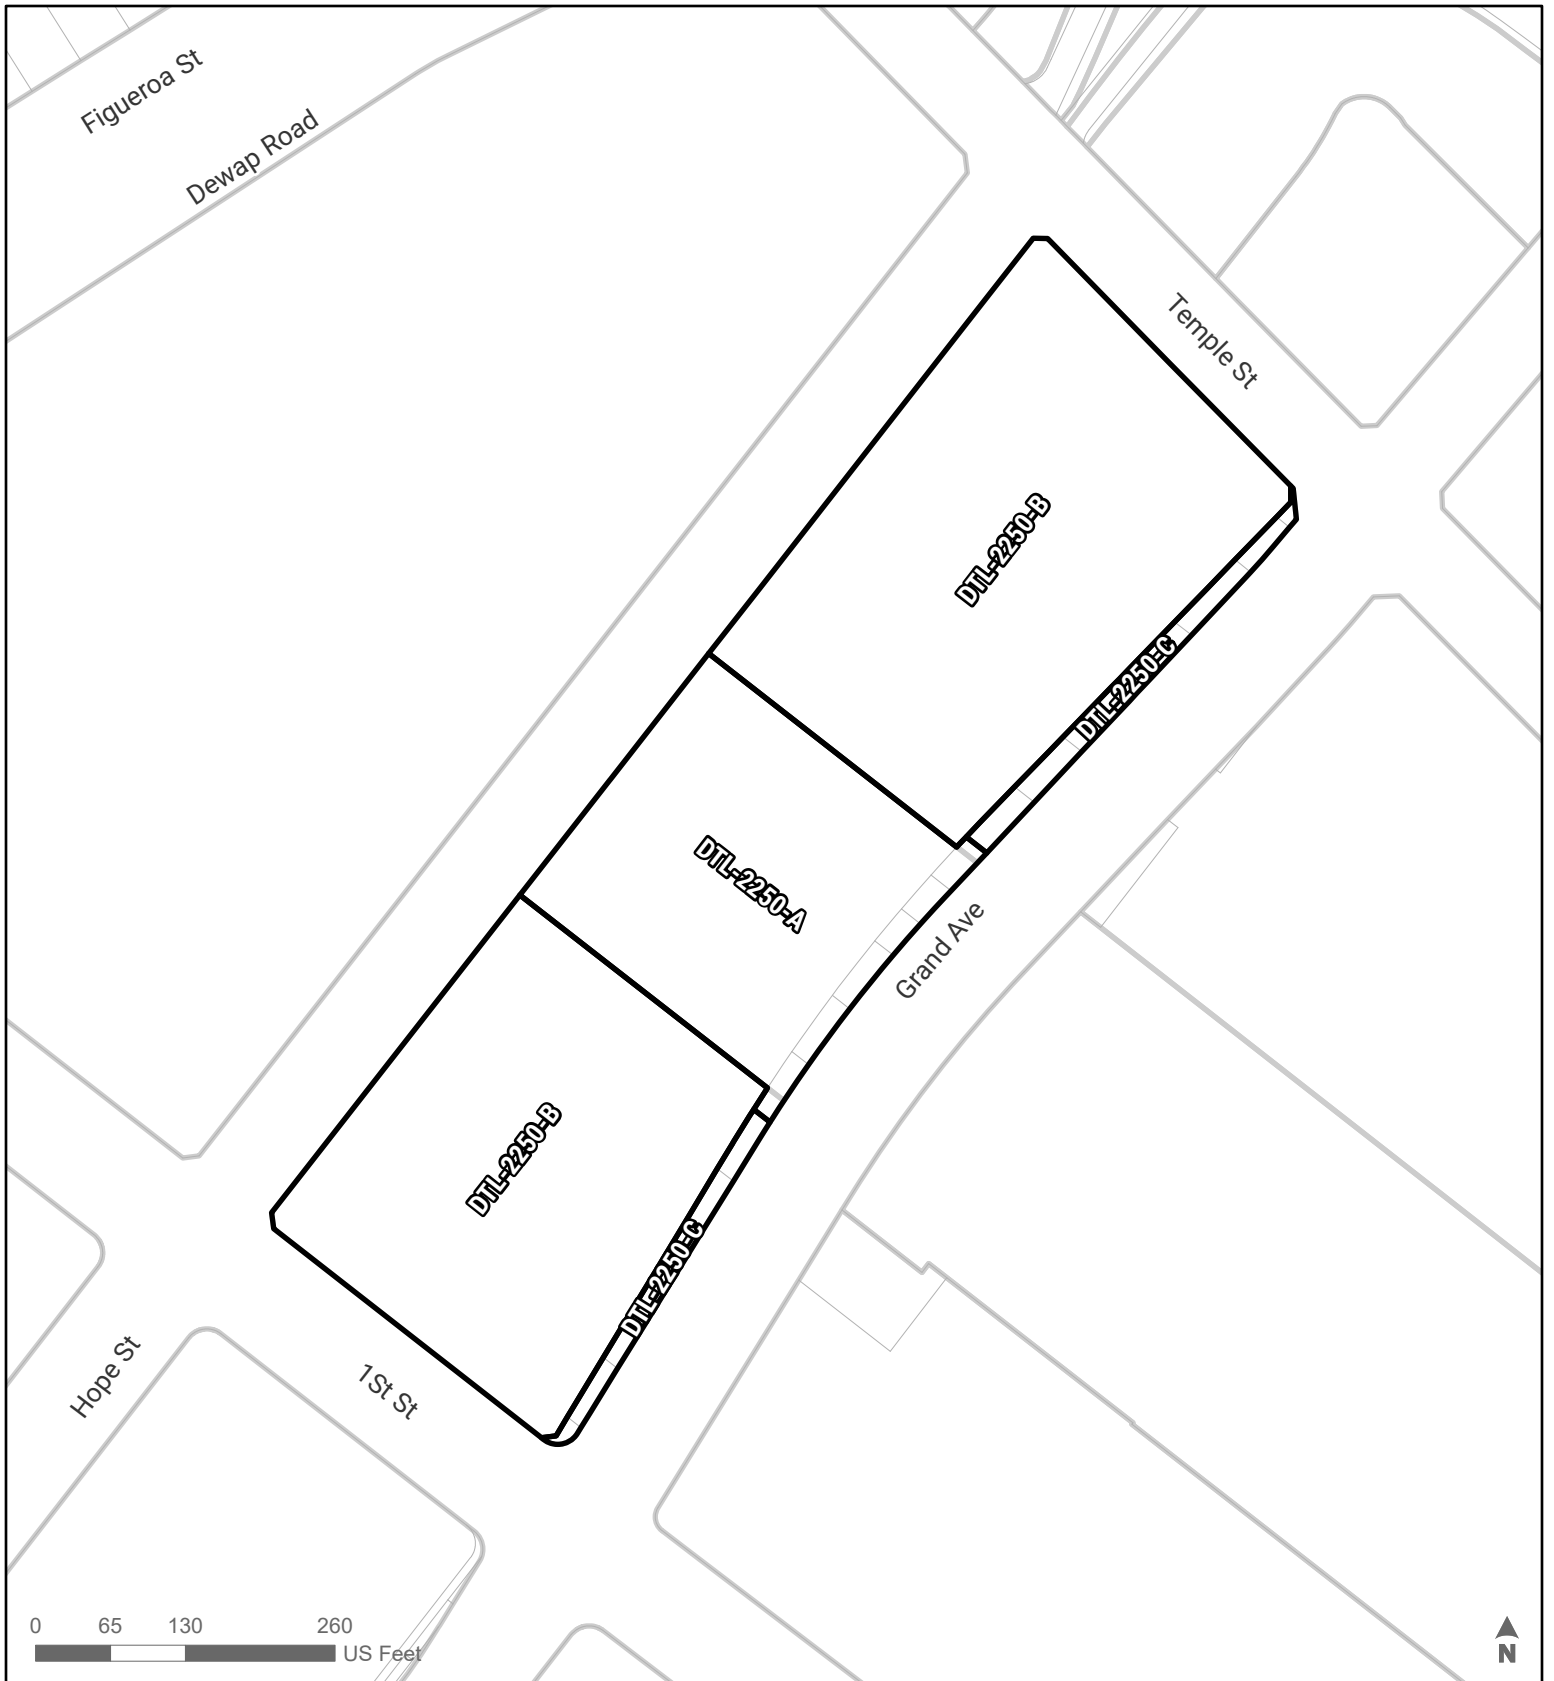 Figueroa St
Dewap Road
Temple St
DTL-2250-B
DTL-2250-C
DTL-2250-A
Grand Ave
DTL-2250-B
DTL-2250-C
Hope St
1St St
0 65 130 260
US Feet
N